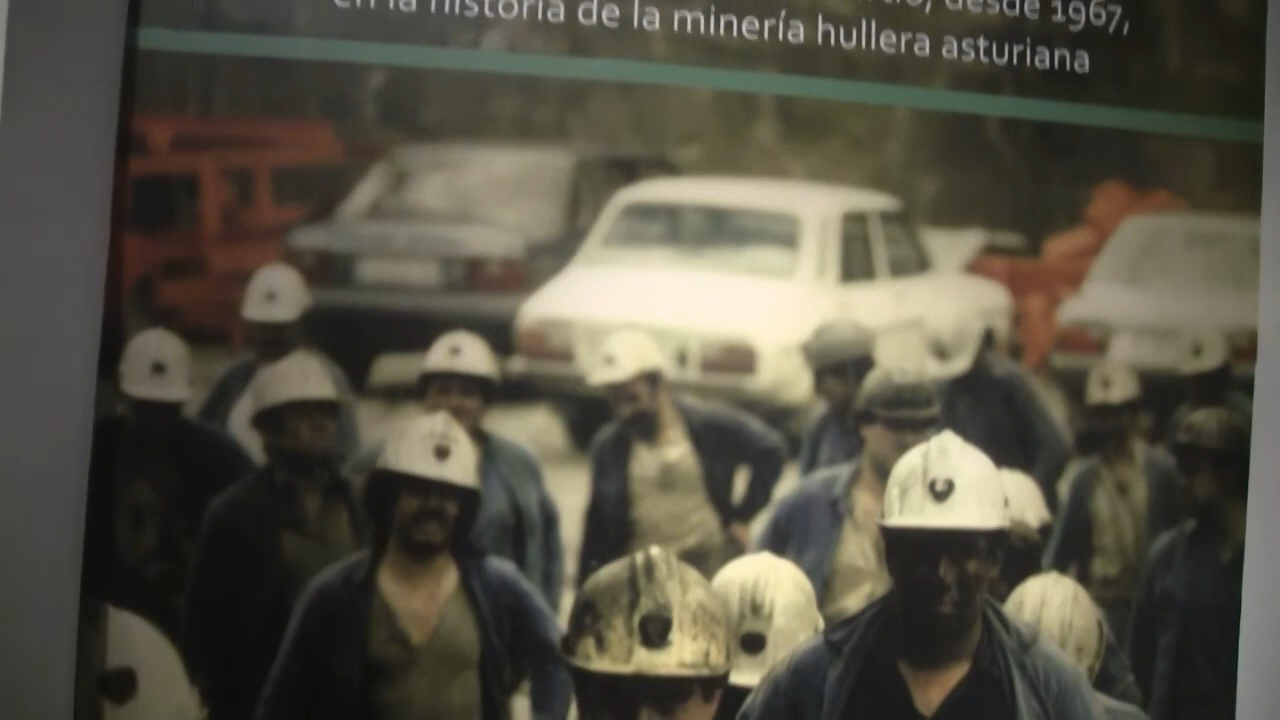 desde 1967,
en la historia de la minería hullera asturiana